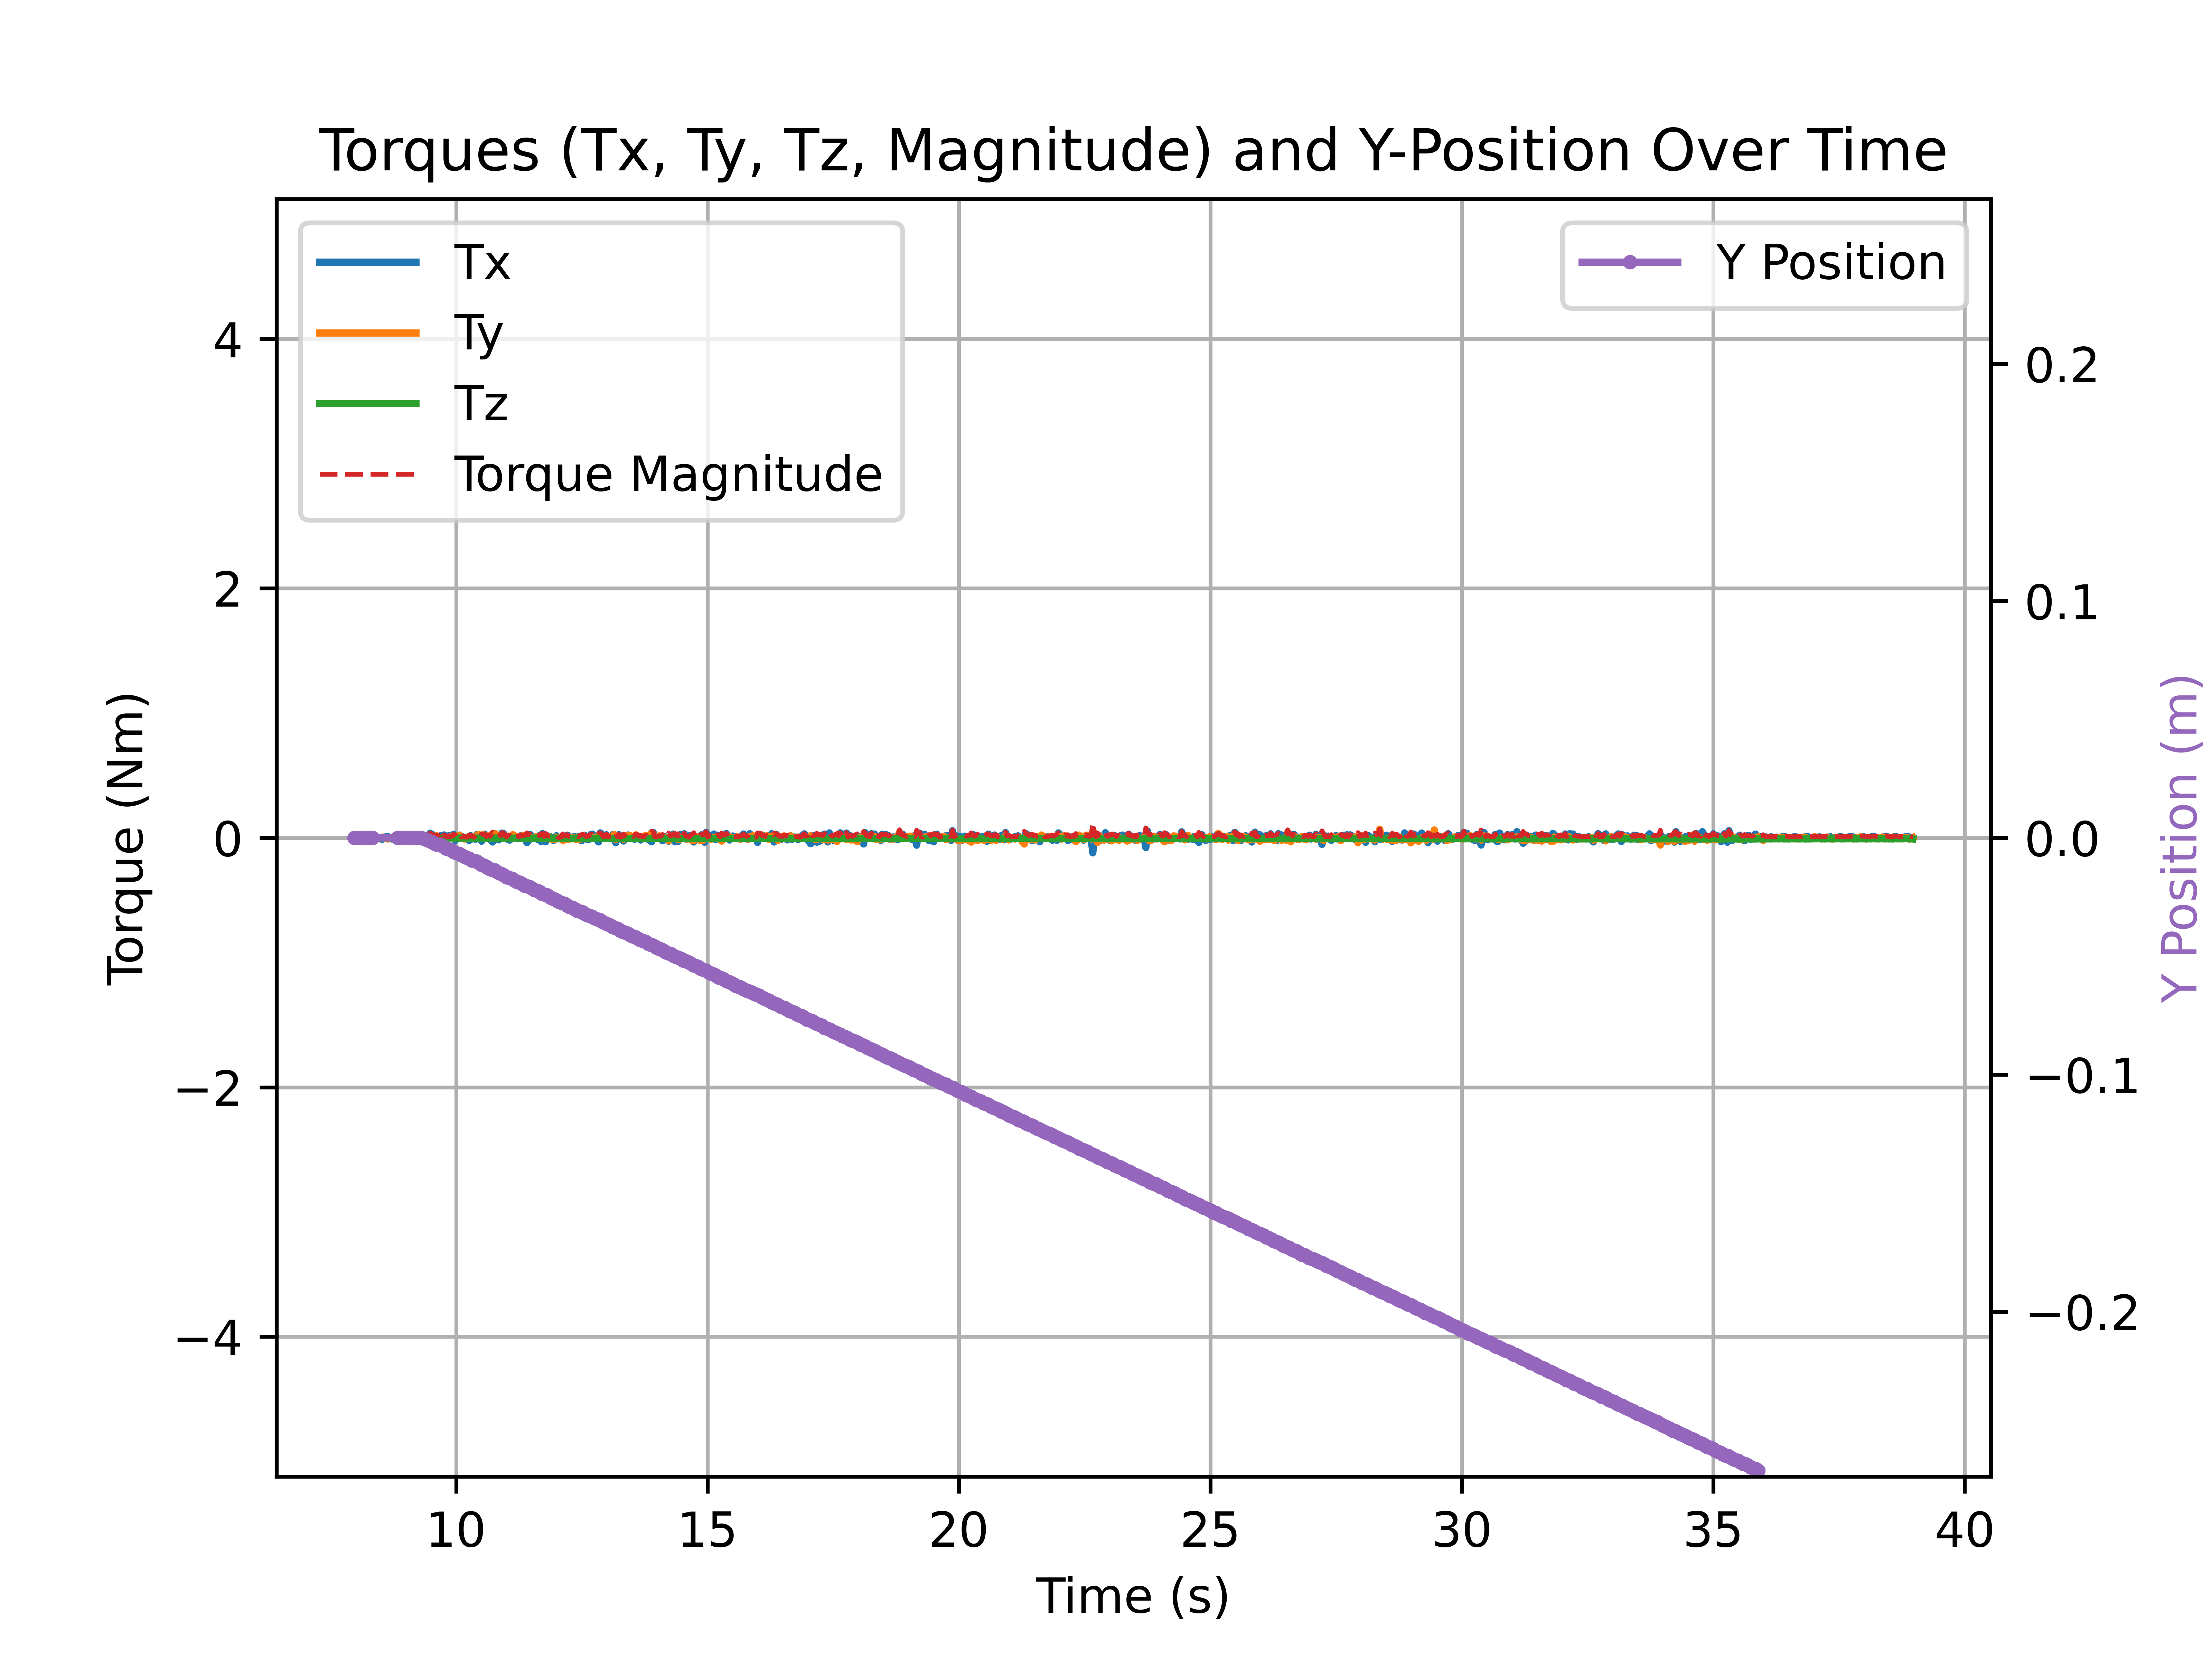 Torques (Tx, Ty, Tz, Magnitude) and Y-Position Over Time
Tx
Ty
Tz
Torque Magnitude
Y Position
4
2
0
−2
−4
Torque (Nm)
0.2
0.1
0.0
−0.1
−0.2
Y Position (m)
10 15 20 25 30 35 40
Time (s)